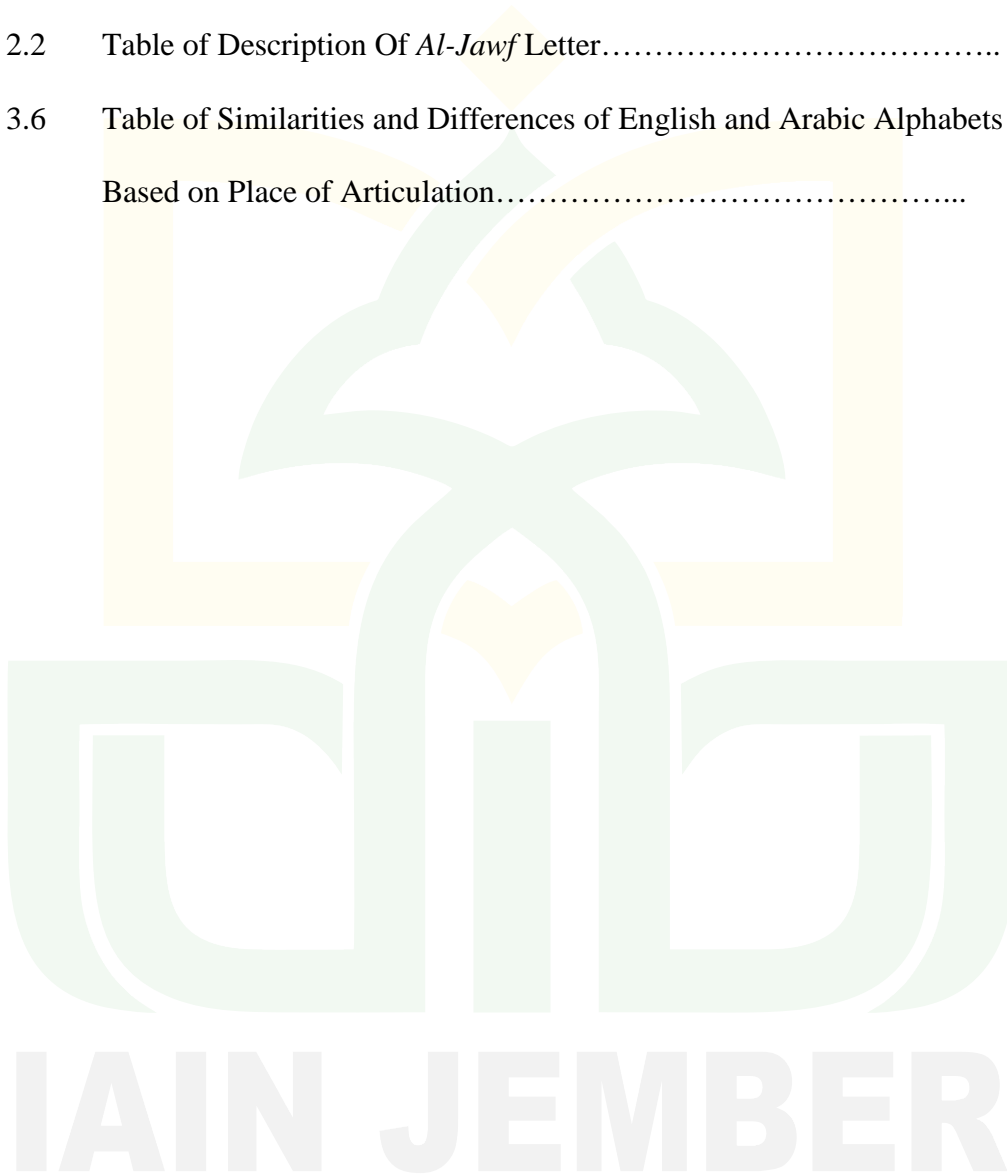 2.2 Table of Description Of Al-Jawf Letter……………………………….. 
3.6 Table of Similarities and Differences of English and Arabic Alphabets
Based on Place of Articulation……………………………………...
IAIN JEMBER